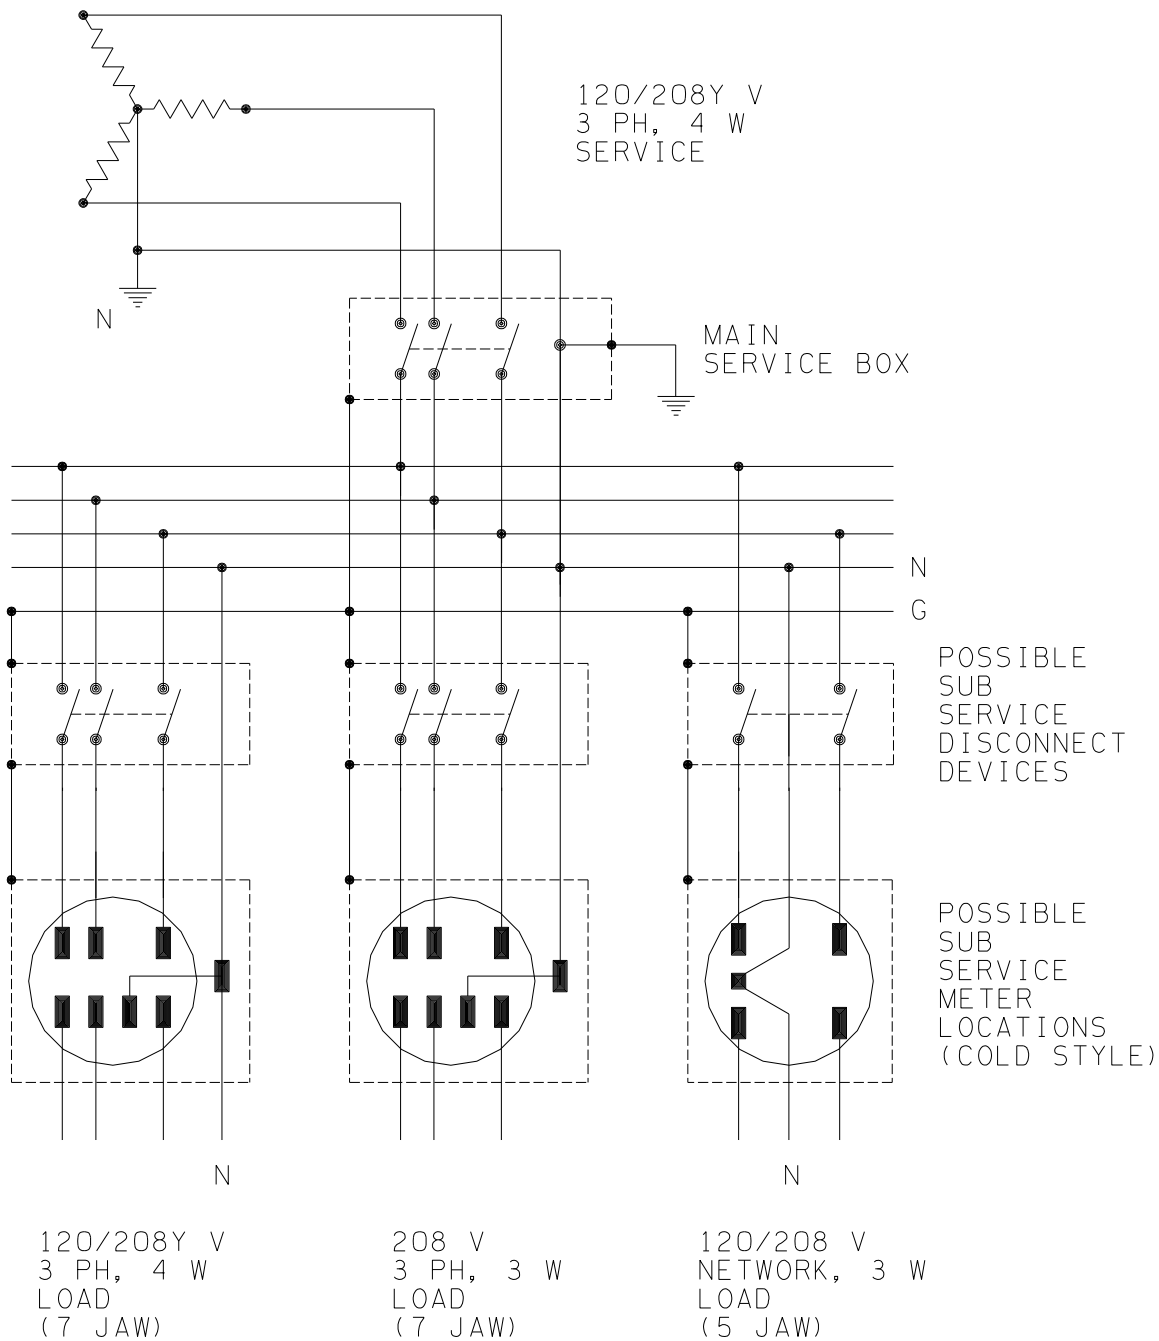 120/208Y V
3 PH, 4 W
SERVICE
N
MAIN
SERVICE BOX
N
G
POSSIBLE
SUB
SERVICE
DISCONNECT
DEVICES
POSSIBLE
SUB
SERVICE
METER
LOCATIONS
(COLD STYLE)
N
N
120/208Y V
3 PH, 4 W
LOAD
(7 JAW)
208 V
3 PH, 3 W
LOAD
(7 JAW)
120/208 V
NETWORK, 3 W
LOAD
(5 JAW)